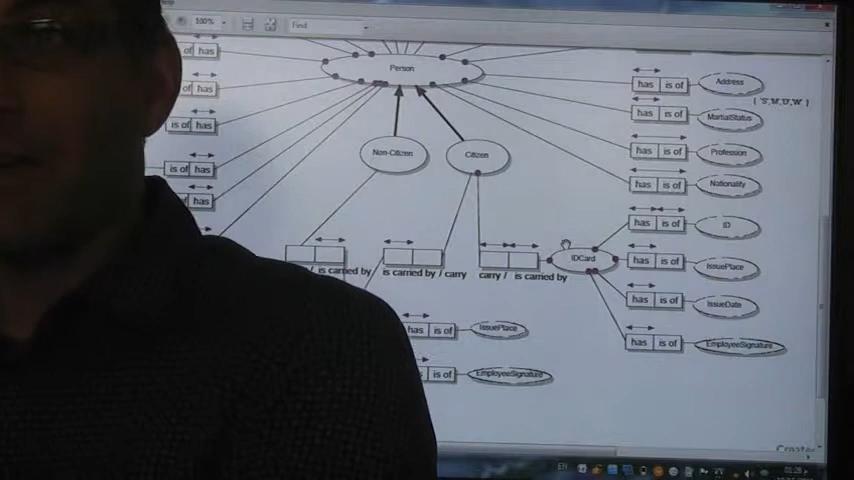 100%
Find
of has
Person
has is of Address
of has
{ 'S','M','D','W' }
has is of MartialStatus
is of has
has is of Profession
Non-Citizen
Citizen
is of has
has is of Nationality
is of has
has is of ID
/ is carried by
is carried by / carry
carry / is carried by
IDCard
has is of IssuePlace
has is of IssueDate
has is of IssuePlace
has is of EmployeeSignature
is of EmployeeSignature
EN